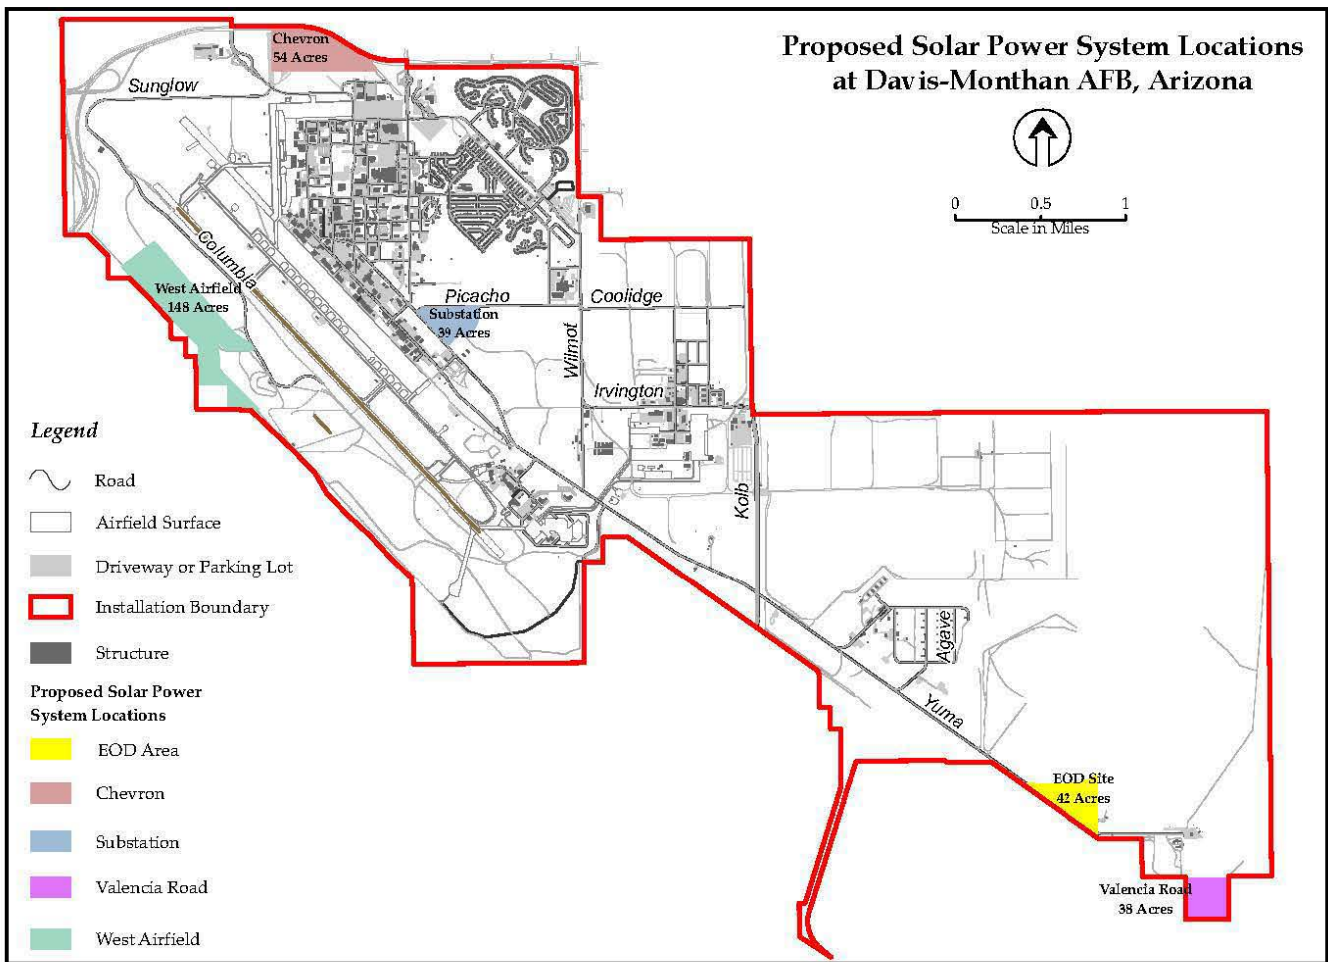 Proposed Solar Power System Locations
at Davis-Monthan AFB, Arizona
0 0.5 1
Scale in Miles
Chevron
54 Acres
Sunglow
Columbia
West Airfield
148 Acres
Picacho
Coolidge
Substation
39 Acres
Wilmot
Irvington
Kolb
Agave
Yuma
EOD Site
42 Acres
Valencia Road
38 Acres
Legend
Road
Airfield Surface
Driveway or Parking Lot
Installation Boundary
Structure
Proposed Solar Power
System Locations
EOD Area
Chevron
Substation
Valencia Road
West Airfield